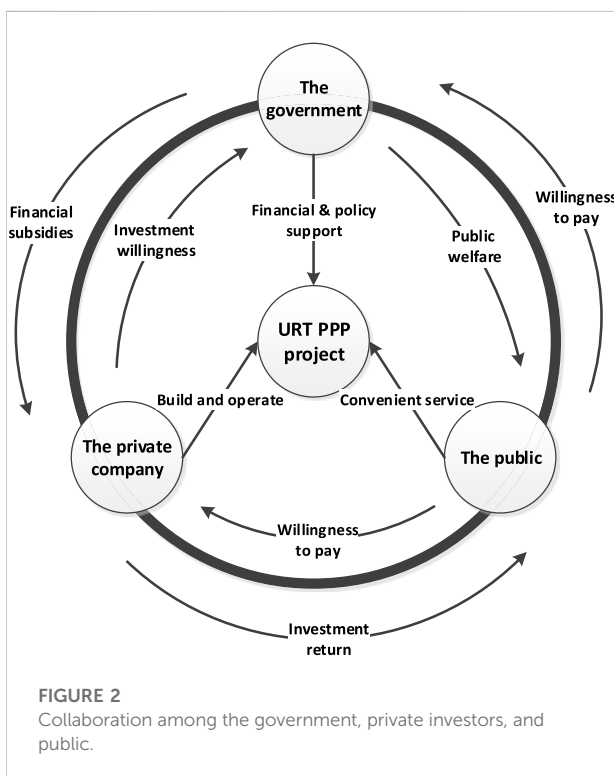 The
government
Financial
subsidies
Investment
willingness
Financial & policy
support
Public
welfare
Willingness
to pay
URT PPP
project
Build and operate
Convenient service
The private
company
The public
Willingness
to pay
Investment
return
FIGURE 2
Collaboration among the government, private investors, and
public.